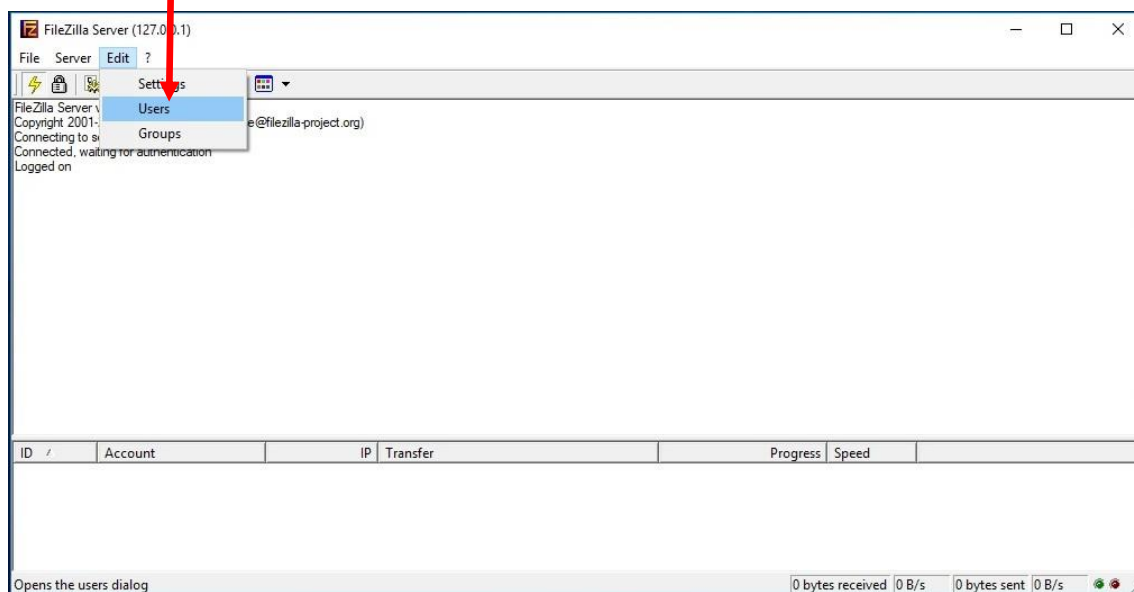 FileZilla Server (127.0.0.1)
File Server Edit ?
Settings
Users
Groups
FileZilla Server
Copyright 2001- @filezilla-project.org)
Connecting to
Connected, waiting for authentication
Logged on
ID Account IP Transfer Progress Speed
Opens the users dialog 0 bytes received 0 B/s 0 bytes sent 0 B/s